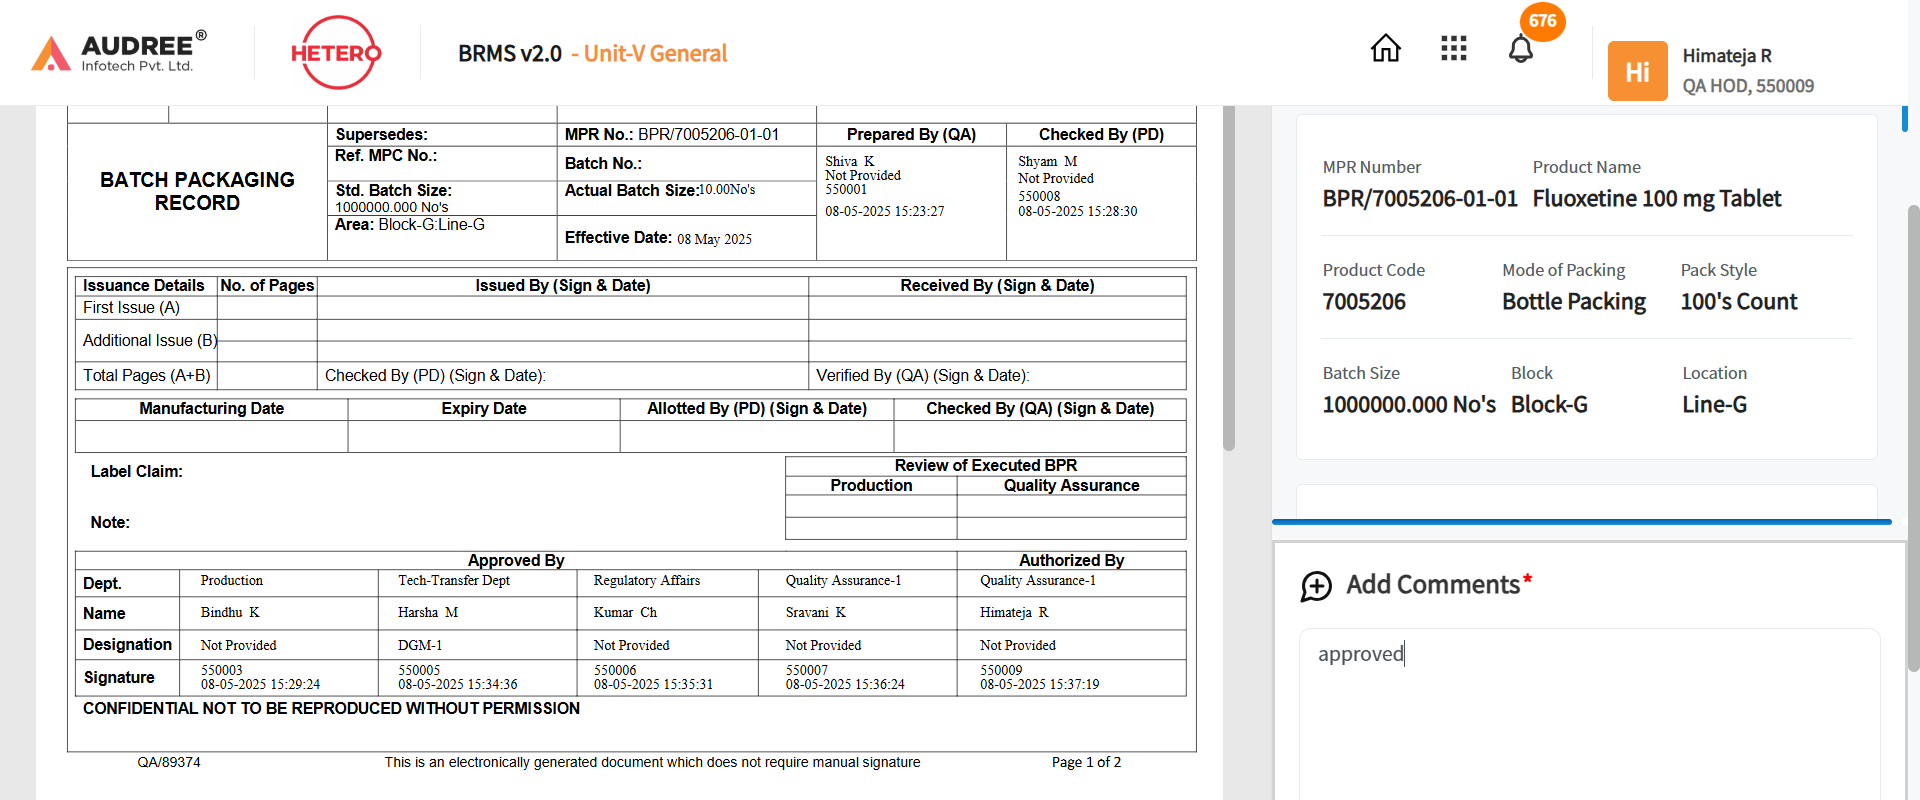 AUDREE®
Infotech Pvt. Ltd.
HETERO
BRMS v2.0 - Unit-V General
676
Hi
Himateja R
QA HOD, 550009
BATCH PACKAGING
RECORD
Supersedes:
Ref. MPC No.:
Std. Batch Size:
1000000.000 No's
Area: Block-G:Line-G
MPR No.: BPR/7005206-01-01
Batch No.:
Actual Batch Size:10.00No's
Effective Date: 08 May 2025
Prepared By (QA)
Shiva K
Not Provided
550001
08-05-2025 15:23:27
Checked By (PD)
Shyam M
Not Provided
550008
08-05-2025 15:28:30
Issuance Details No. of Pages Issued By (Sign & Date) Received By (Sign & Date)
First Issue (A)
Additional Issue (B)
Total Pages (A+B) Checked By (PD) (Sign & Date): Verified By (QA) (Sign & Date):
Manufacturing Date Expiry Date Allotted By (PD) (Sign & Date) Checked By (QA) (Sign & Date)
Label Claim:
Note:
Review of Executed BPR
Production Quality Assurance
Approved By Authorized By
Dept. Production Tech-Transfer Dept Regulatory Affairs Quality Assurance-1 Quality Assurance-1
Name Bindhu K Harsha M Kumar Ch Sravani K Himateja R
Designation Not Provided DGM-1 Not Provided Not Provided Not Provided
Signature 550003 550005 550006 550007 550009
08-05-2025 15:29:24 08-05-2025 15:34:36 08-05-2025 15:35:31 08-05-2025 15:36:24 08-05-2025 15:37:19
CONFIDENTIAL NOT TO BE REPRODUCED WITHOUT PERMISSION
QA/89374 This is an electronically generated document which does not require manual signature Page 1 of 2
MPR Number Product Name
BPR/7005206-01-01 Fluoxetine 100 mg Tablet
Product Code Mode of Packing Pack Style
7005206 Bottle Packing 100's Count
Batch Size Block Location
1000000.000 No's Block-G Line-G
Add Comments*
approved